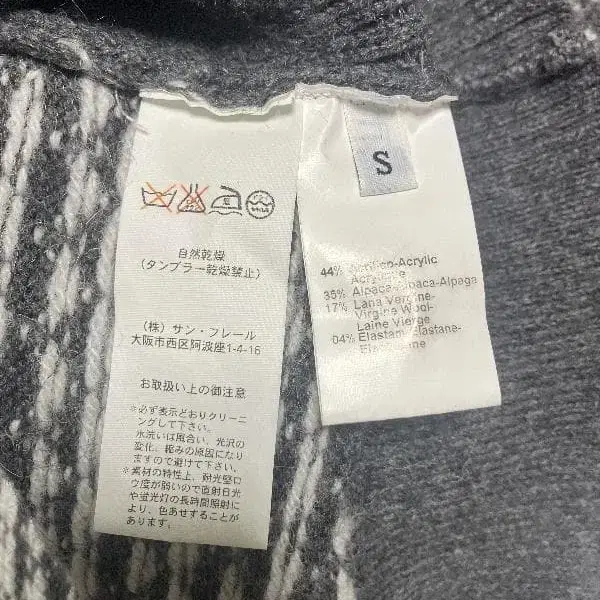 自然乾燥
(タンブラー乾燥禁止)
(株) サン・フレール
大阪市西区阿波座1-4-16
お取扱い上の御注意
※必ず表示どおりクリーニ
ングして下さい。
水洗いは風合い、光沢の
変化、縮みの原因になり
ますので避けて下さい。
※素材の特性上、耐光堅ロ
ウ度が弱いので直射日光
や蛍光灯の長時間照射に
より、色あせすることが
あります。
S
44% Acrilico-Acrylic
Acrylique
35% Alpaca-Alpaca-Alpaga
17% Lana Vergine-
Virgine Wool-
Laine Vierge
04% Elastam-Elastane-
Elastanne